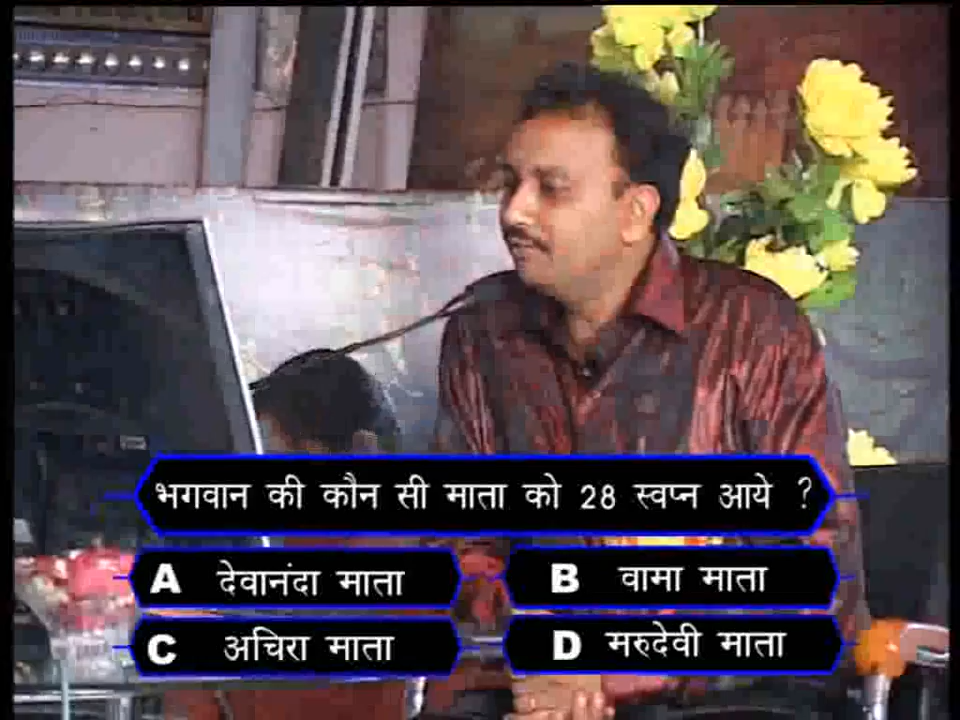 भगवान की कौन सी माता को 28 स्वप्न आये ?
A देवानंदा माता
B वामा माता
C अचिरा माता
D मरुदेवी माता